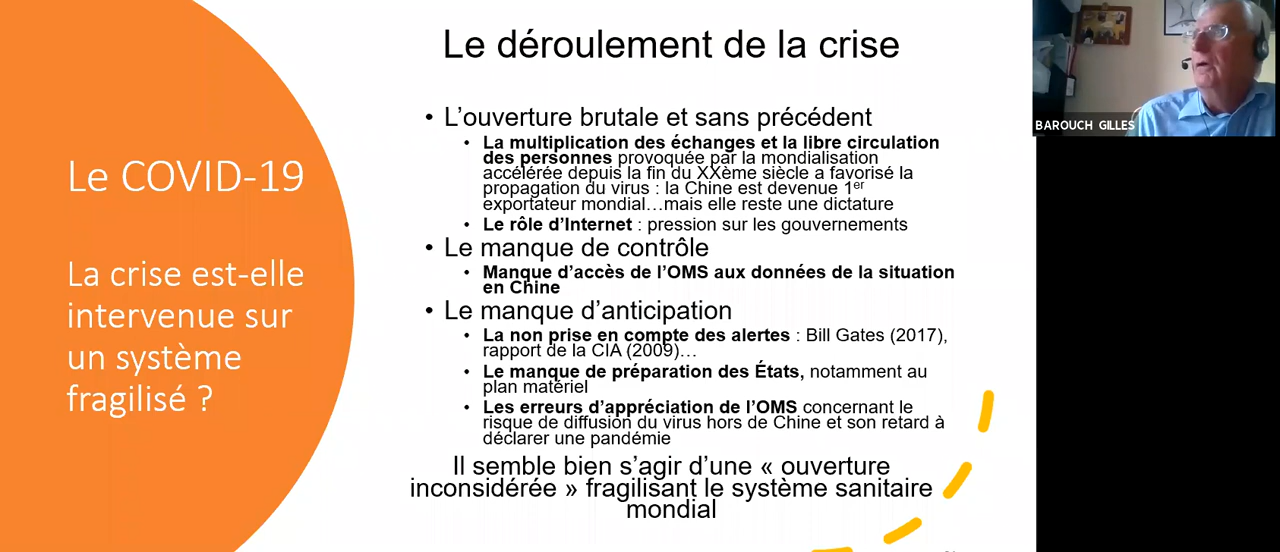 Le déroulement de la crise
BAROUCH GILLES
Le COVID-19
La crise est-elle
intervenue sur
un système
fragilisé ?
• L'ouverture brutale et sans précédent
• La multiplication des échanges et la libre circulation
des personnes provoquée par la mondialisation
accélérée depuis la fin du XXème siècle a favorisé la
propagation du virus : la Chine est devenue 1er
exportateur mondial…mais elle reste une dictature
• Le rôle d'Internet : pression sur les gouvernements
• Le manque de contrôle
• Manque d'accès de l'OMS aux données de la situation
en Chine
• Le manque d'anticipation
• La non prise en compte des alertes : Bill Gates (2017),
rapport de la CIA (2009)…
• Le manque de préparation des États, notamment au
plan matériel
• Les erreurs d'appréciation de l'OMS concernant le
risque de diffusion du virus hors de Chine et son retard à
déclarer une pandémie
Il semble bien s'agir d'une « ouverture
inconsidérée » fragilisant le système sanitaire
mondial